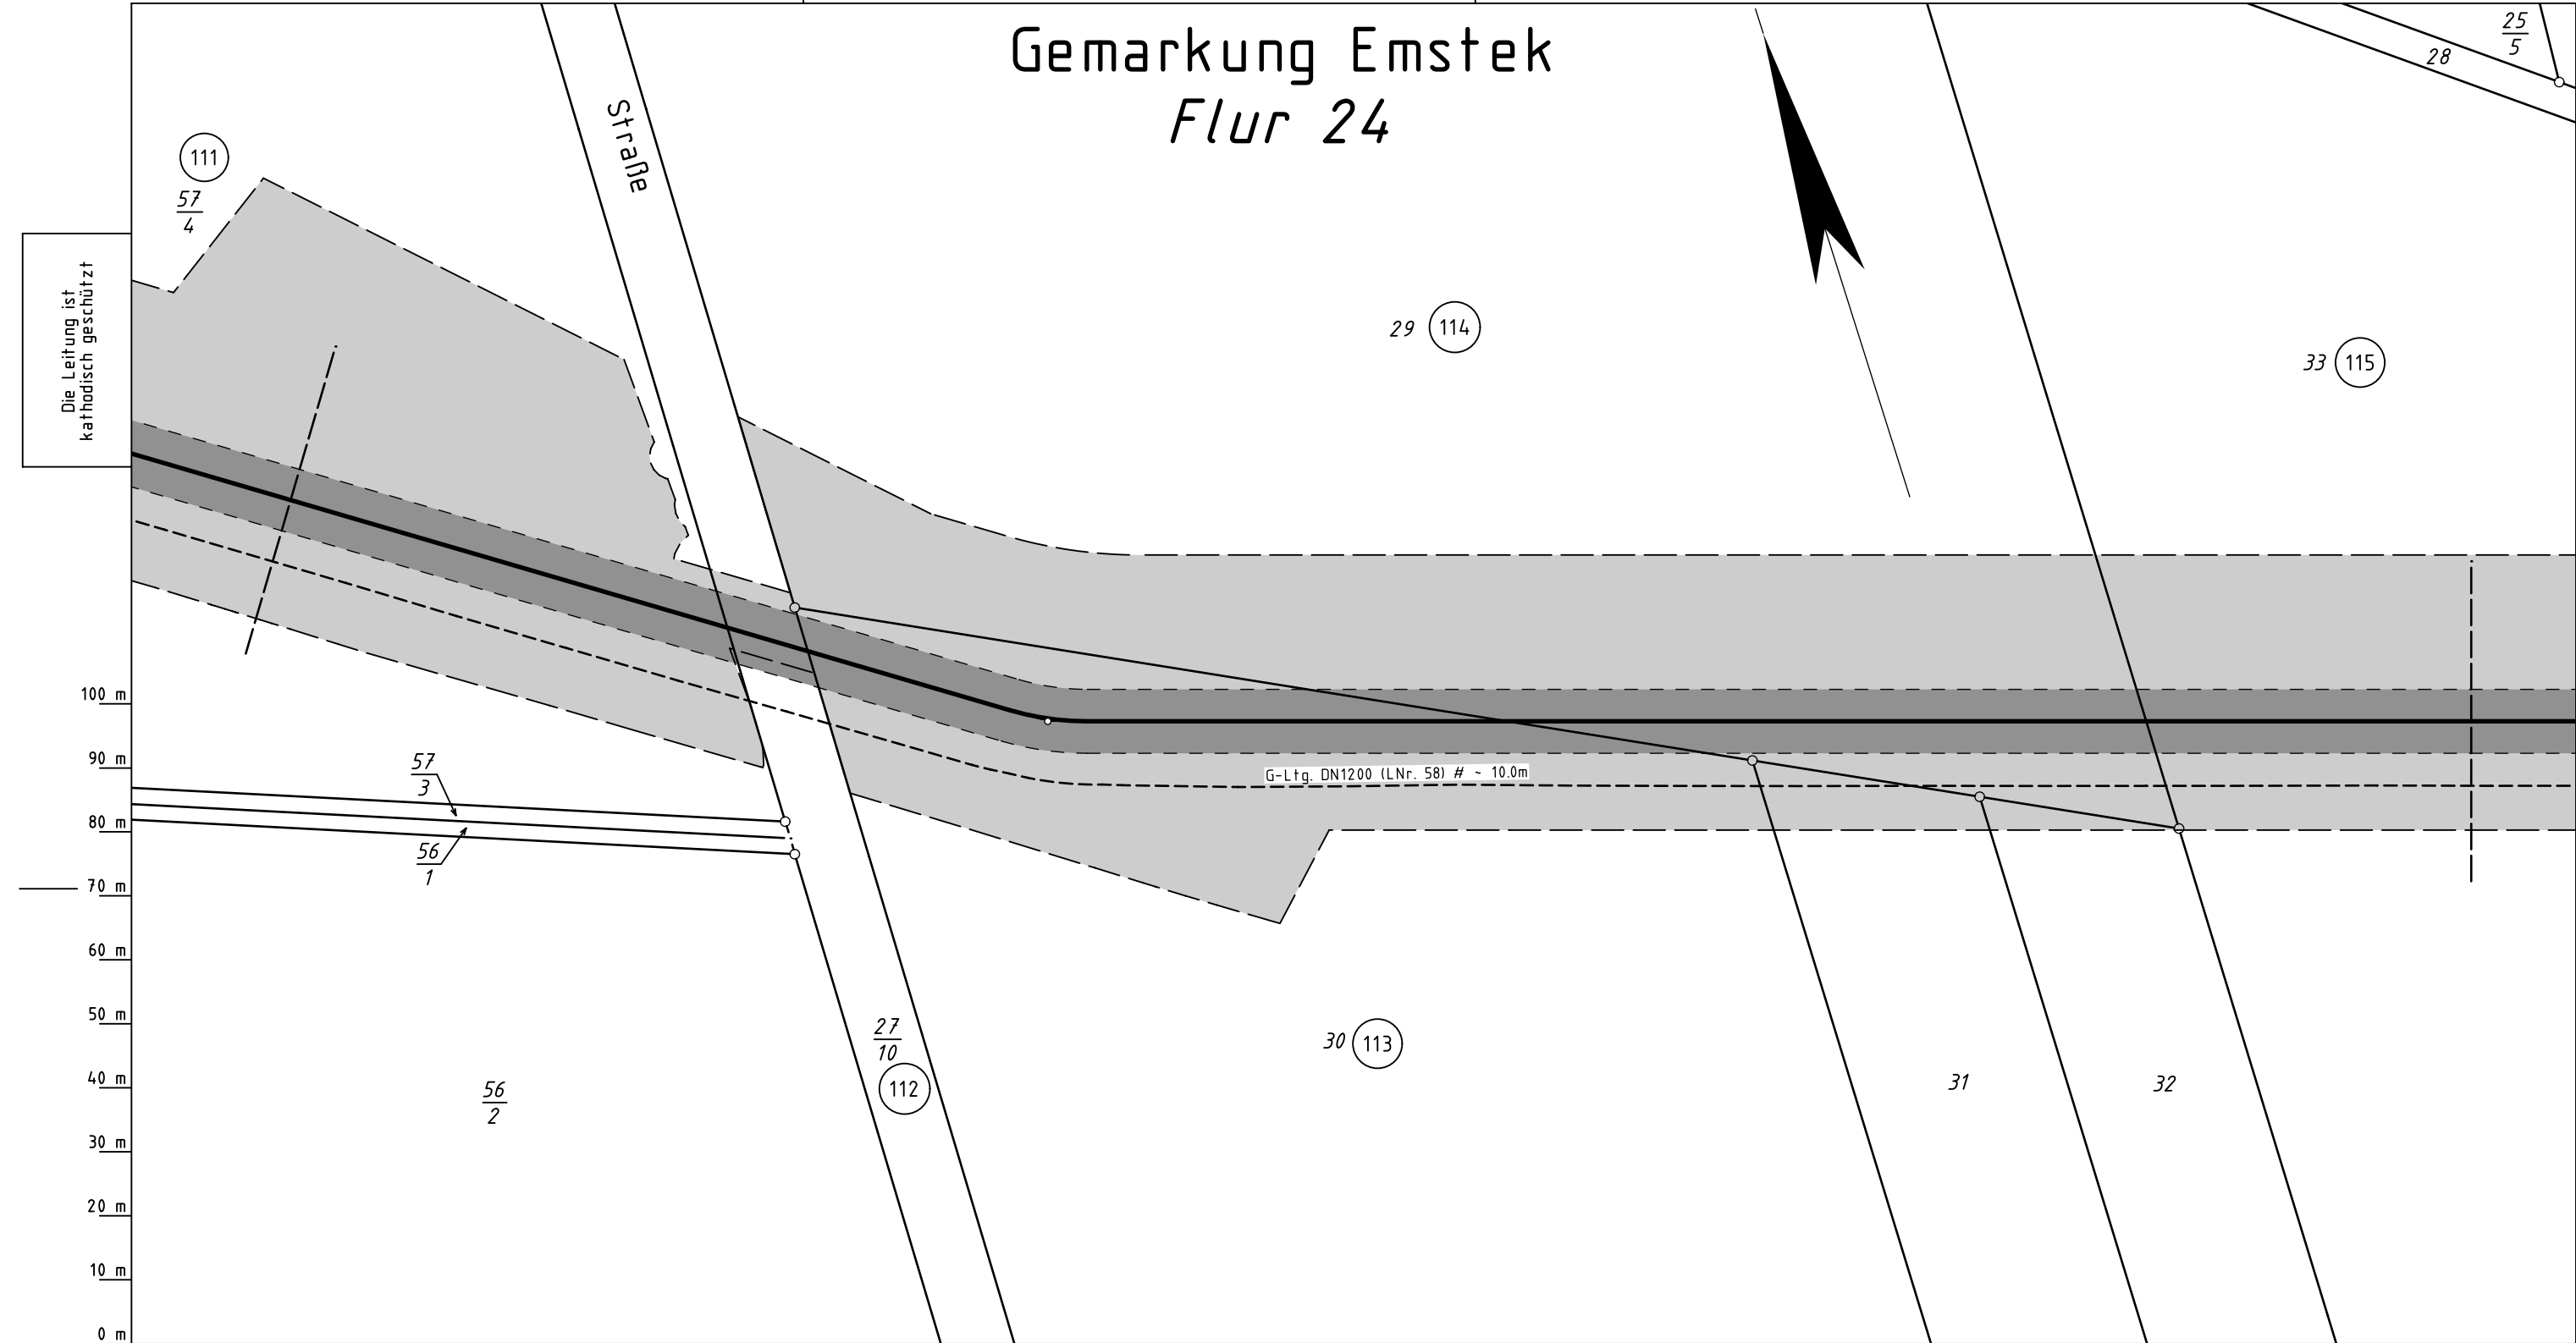 Gemarkung Emstek
Flur 24
25
5
28
Straße
111
57
4
Die Leitung ist
kathodisch geschützt
29 114
33 115
G-Ltg. DN1200 (LNr. 58) # ~ 10.0m
57
3
56
1
100 m
90 m
80 m
70 m
60 m
50 m
40 m
30 m
20 m
10 m
0 m
27
10
112
30 113
31
32
56
2